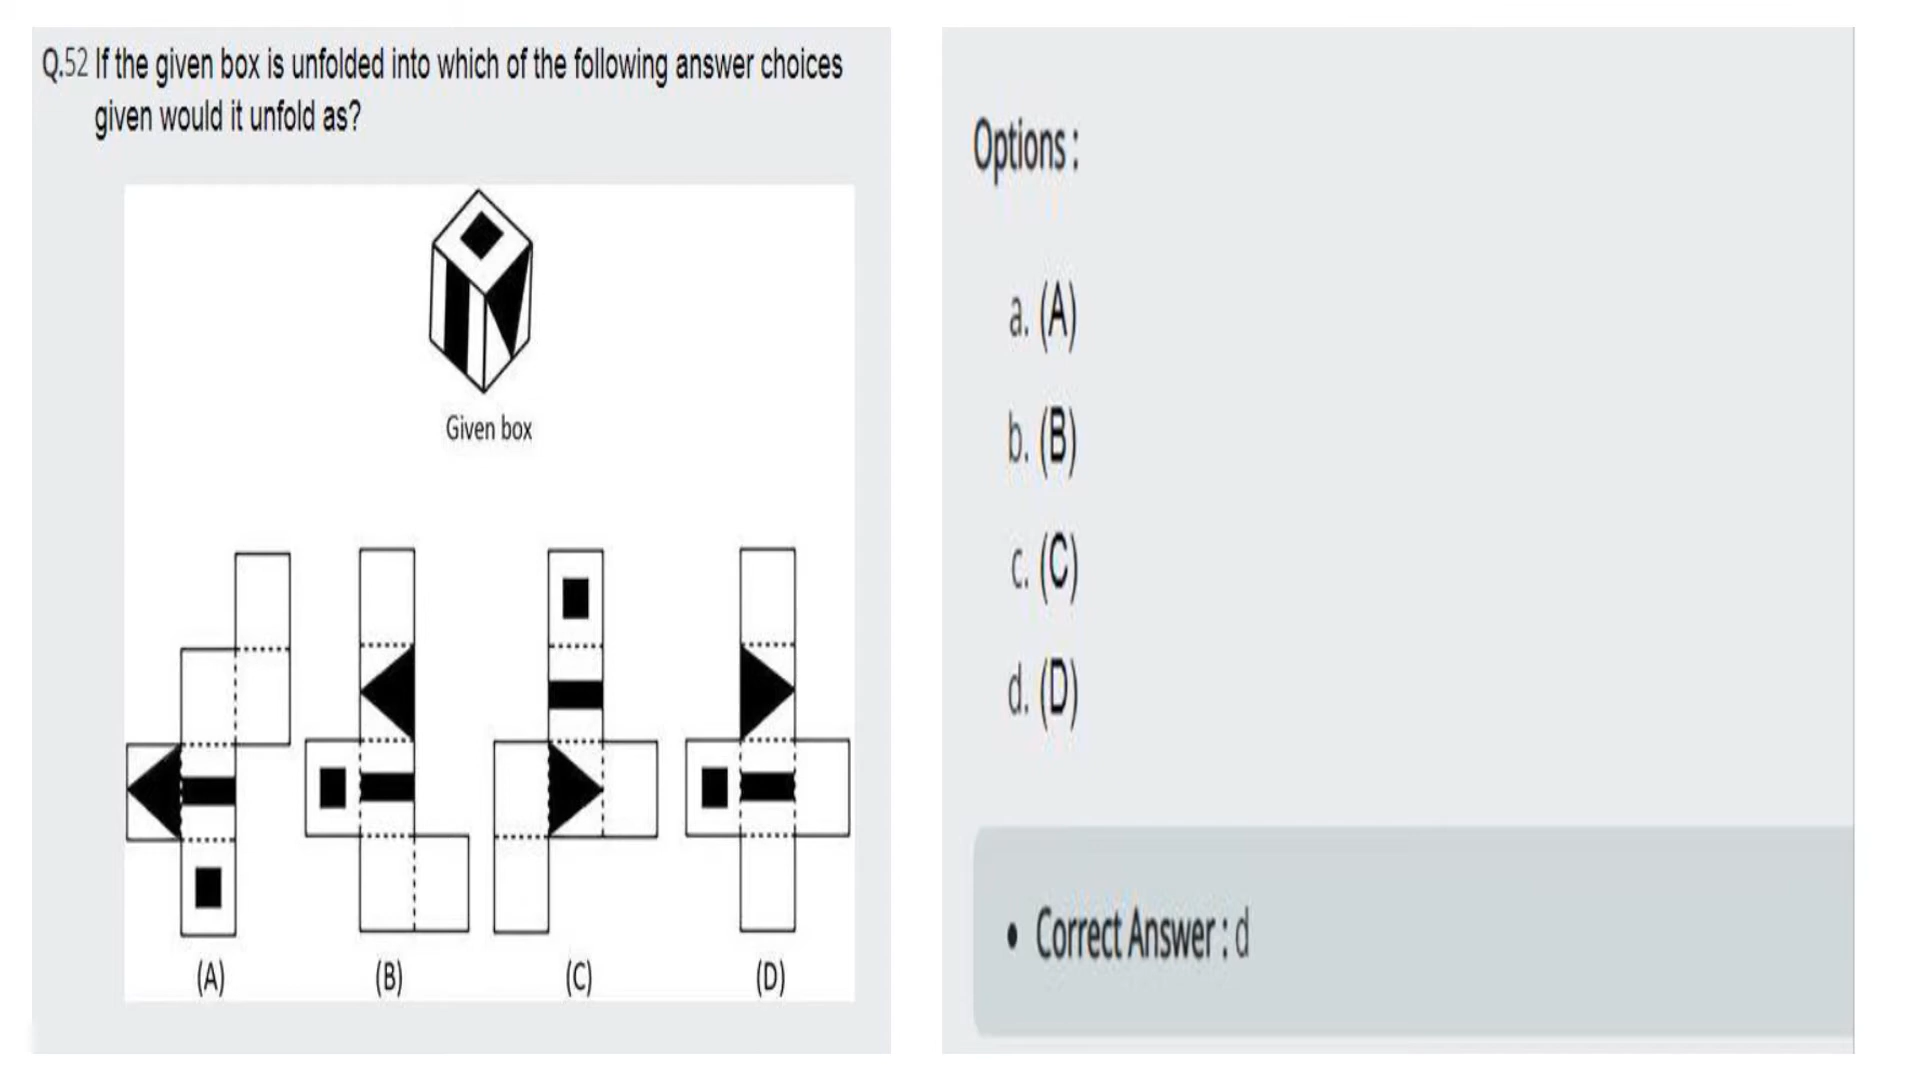 Q.52 If the given box is unfolded into which of the following answer choices
given would it unfold as?
Given box
(A) (B) (C) (D)
Options :
a. (A)
b. (B)
c. (C)
d. (D)
• Correct Answer : d